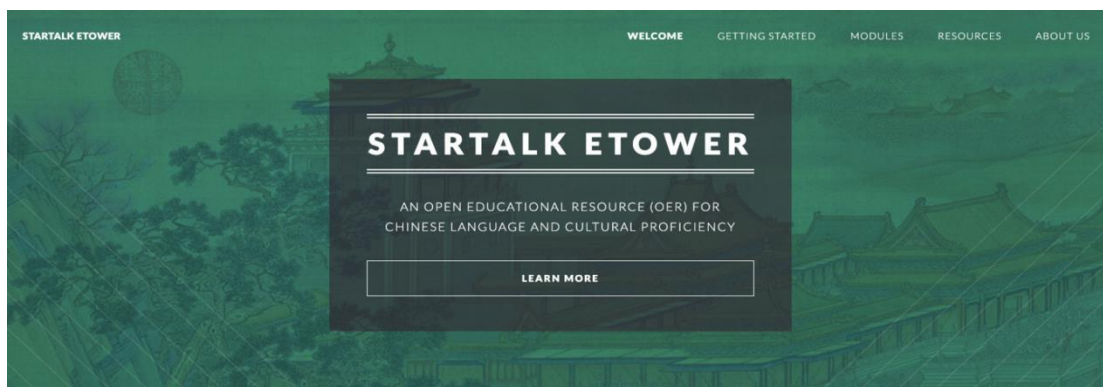 STARTALK ETOWER
WELCOME GETTING STARTED MODULES RESOURCES ABOUT US
STARTALK ETOWER
AN OPEN EDUCATIONAL RESOURCE (OER) FOR
CHINESE LANGUAGE AND CULTURAL PROFICIENCY
LEARN MORE